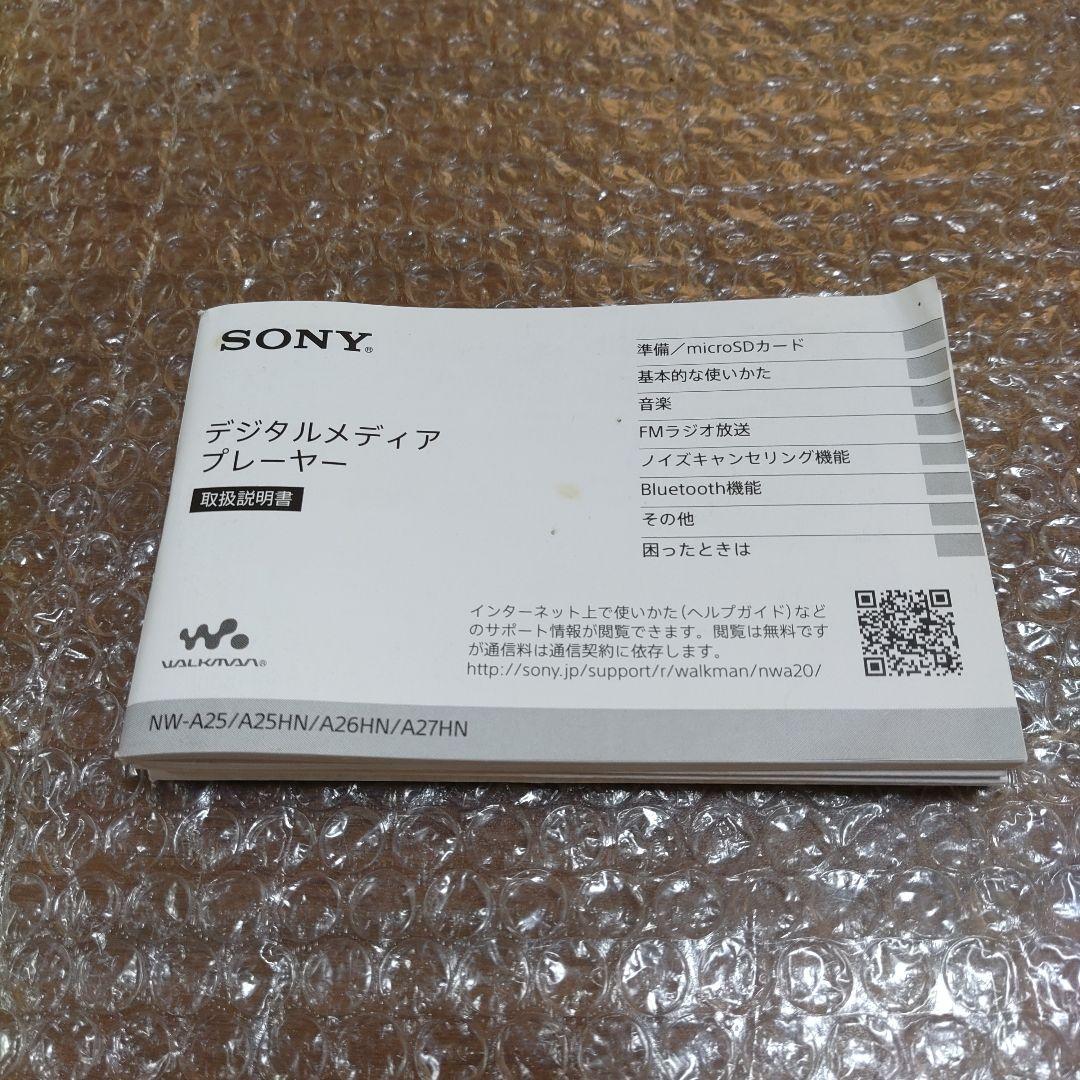 SONY®
デジタルメディア
プレーヤー
取扱説明書
準備／microSDカード
基本的な使いかた
音楽
FMラジオ放送
ノイズキャンセリング機能
Bluetooth機能
その他
困ったときは
インターネット上で使いかた（ヘルプガイド）など
のサポート情報が閲覧できます。閲覧は無料です
が通信料は通信契約に依存します。
http://sony.jp/support/r/walkman/nwa20/
WALKMAN®
NW-A25/A25HN/A26HN/A27HN